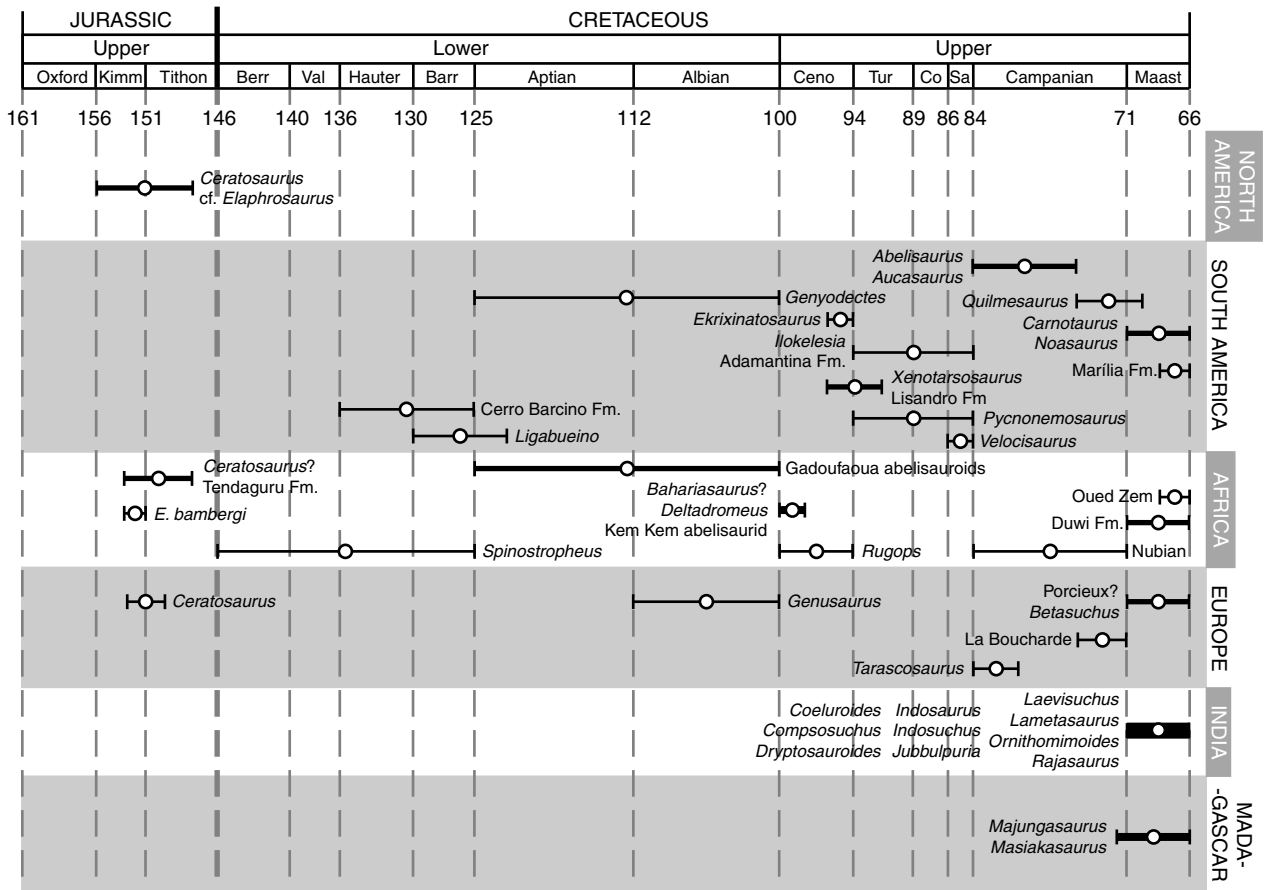 JURASSIC CRETACEOUS
Upper Lower Upper
Oxford Kimm Tithon Berr Val Hauter Barr Aptian Albian Ceno Tur Co Sa Campanian Maast
161 156 151 146 140 136 130 125 112 100 94 89 86 84 71 66
NORTH
AMERICA
Ceratosaurus
cf. Elaphrosaurus
SOUTH AMERICA
Abelisaurus
Aucasaurus
Genyodectes
Quilmesaurus
Ekrixinatosaurus
Carnotaurus
Noasaurus
Ilokelesia
Adamantina Fm.
Marília Fm.
Xenotarsosaurus
Lisandro Fm
Cerro Barcino Fm.
Pycnonemosaurus
Ligabueino
Velocisaurus
AFRICA
Ceratosaurus?
Tendaguru Fm.
Gadoufaoua abelisauroids
E. bambergi
Bahariasaurus?
Deltadromeus
Kem Kem abelisaurid
Oued Zem
Duwi Fm.
Spinostropheus
Rugops
Nubian
EUROPE
Ceratosaurus
Genusaurus
Porcieux?
Betasuchus
La Boucharde
Tarascosaurus
INDIA
Coeluroides Indosaurus
Compsosuchus Indosuchus
Dryptosauroides Jubbulpuria
Laevisuchus
Lametasaurus
Ornithomimoides
Rajasaurus
MADA-
-GASCAR
Majungasaurus
Masiakasaurus